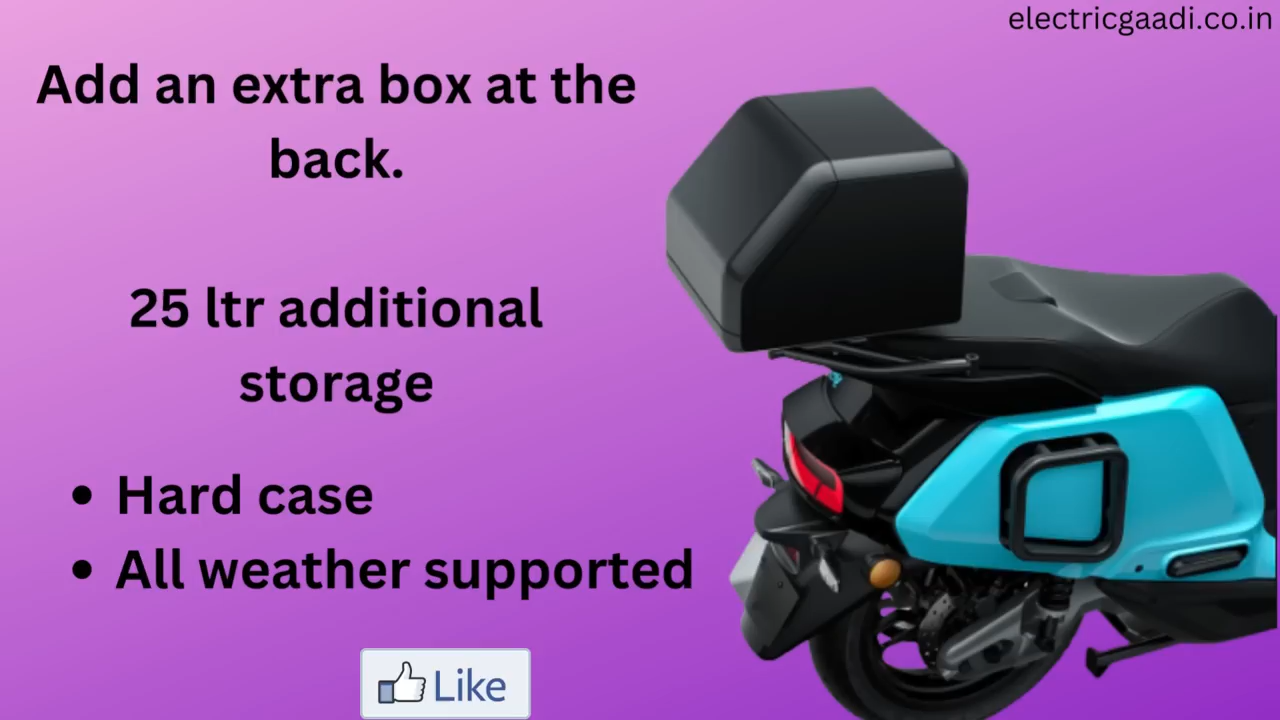 electricgaadi.co.in
Add an extra box at the
back.
25 ltr additional
storage
• Hard case
• All weather supported
Like